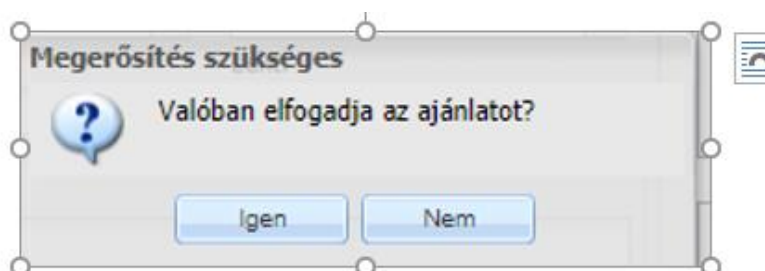 Megerősítés szükséges
Valóban elfogadja az ajánlatot?
Igen
Nem